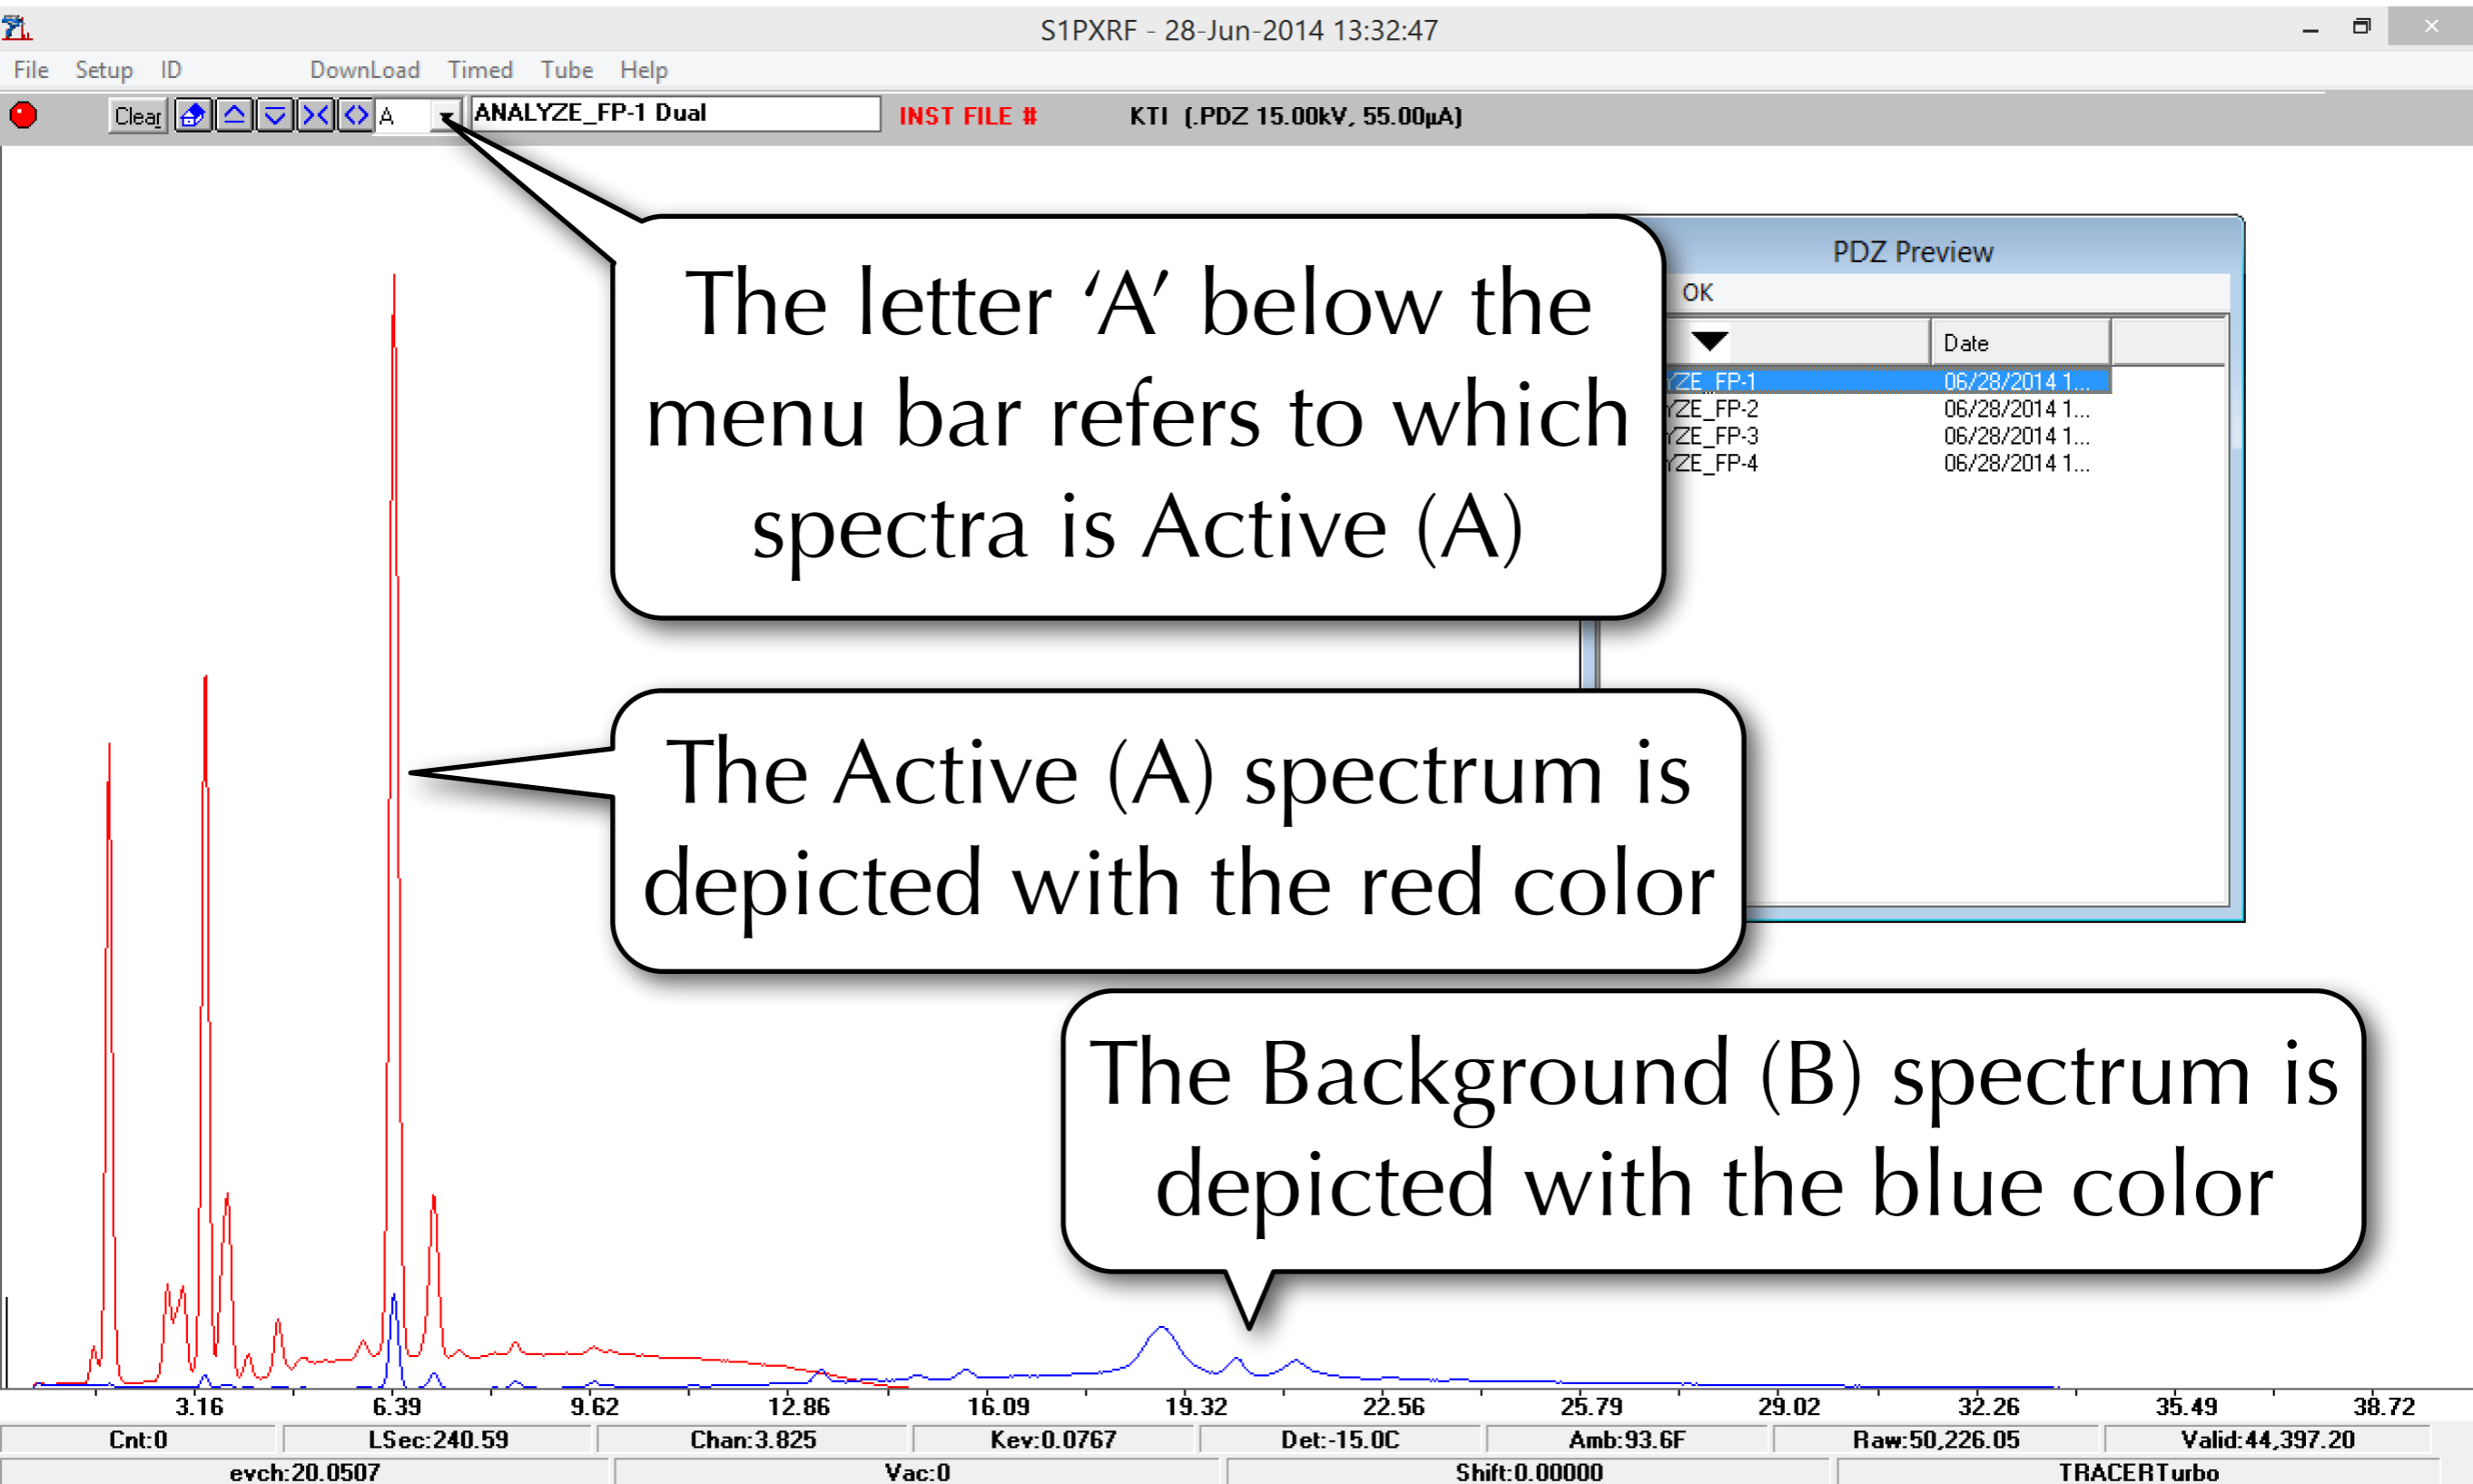 S1PXRF - 28-Jun-2014 13:32:47
File Setup ID DownLoad Timed Tube Help
Clear A ANALYZE_FP-1 Dual INST FILE # KTI (.PDZ 15.00kV, 55.00µA)
The letter ‘A’ below the
menu bar refers to which
spectra is Active (A)
PDZ Preview
OK
Date
YZE_FP-1 06/28/2014 1...
YZE_FP-2 06/28/2014 1...
YZE_FP-3 06/28/2014 1...
YZE_FP-4 06/28/2014 1...
The Active (A) spectrum is
depicted with the red color
The Background (B) spectrum is
depicted with the blue color
3.16 6.39 9.62 12.86 16.09 19.32 22.56 25.79 29.02 32.26 35.49 38.72
Cnt:0 LSec:240.59 Chan:3.825 Kev:0.0767 Det:-15.0C Amb:93.6F Raw:50,226.05 Valid:44,397.20
evch:20.0507 Vac:0 Shift:0.00000 TRACERTurbo